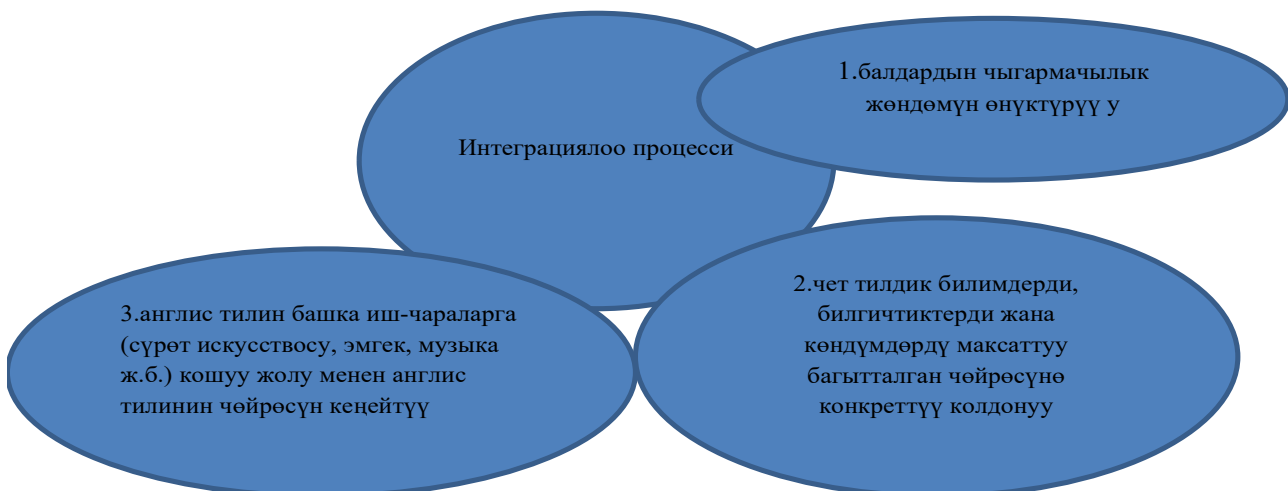 Интеграциялоо процесси
1.балдардын чыгармачылык
жөндөмүн өнүктүрүү у
2.чет тилдик билимдерди,
билгичтиктерди жана
көндүмдөрдү максаттуу
багытталган чөйрөсүнө
конкреттүү колдонуу
3.англис тилин башка иш-чараларга
(сүрөт искусствосу, эмгек, музыка
ж.б.) кошуу жолу менен англис
тилинин чөйрөсүн кеңейтүү